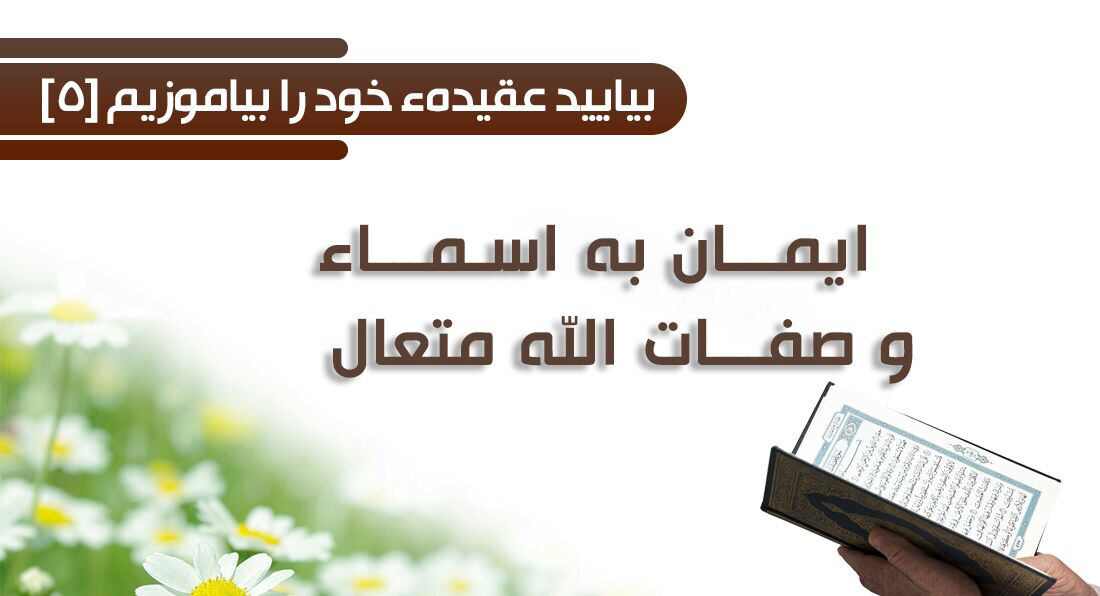 بیایید عقیدهء خود را بیاموزیم [۵]
ایمـــان به اسمـــاء
و صفـــات الله متعال